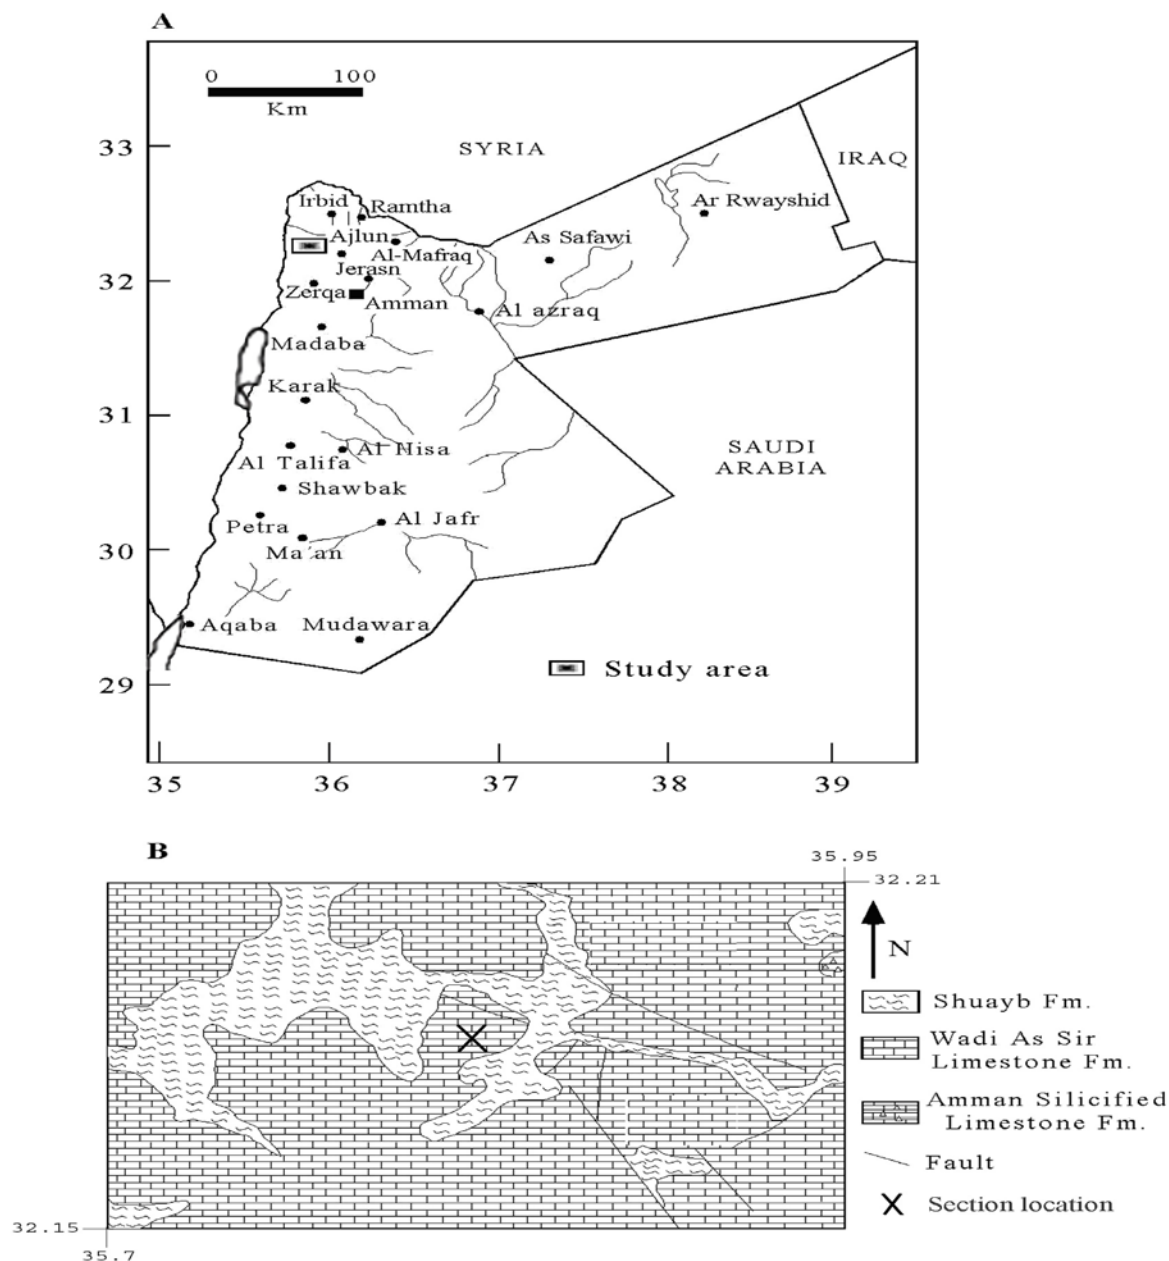 A
0 100
Km
33
SYRIA
IRAQ
Irbid
Ramtha
Ar Rwayshid
Ajlun
As Safawi
Al-Mafraq
Jerasn
32
Zerqa
Amman
Al azraq
Madaba
Karak
31
SAUDI
ARABIA
Al Hisa
Al Talifa
Shawbak
Petra
Al Jafr
30
Ma'an
Aqaba
Mudawara
Study area
29
35 36 37 38 39
B
35.95
32.21
N
Shuayb Fm.
Wadi As Sir
Limestone Fm.
Amman Silicified
Limestone Fm.
Fault
Section location
32.15
35.7